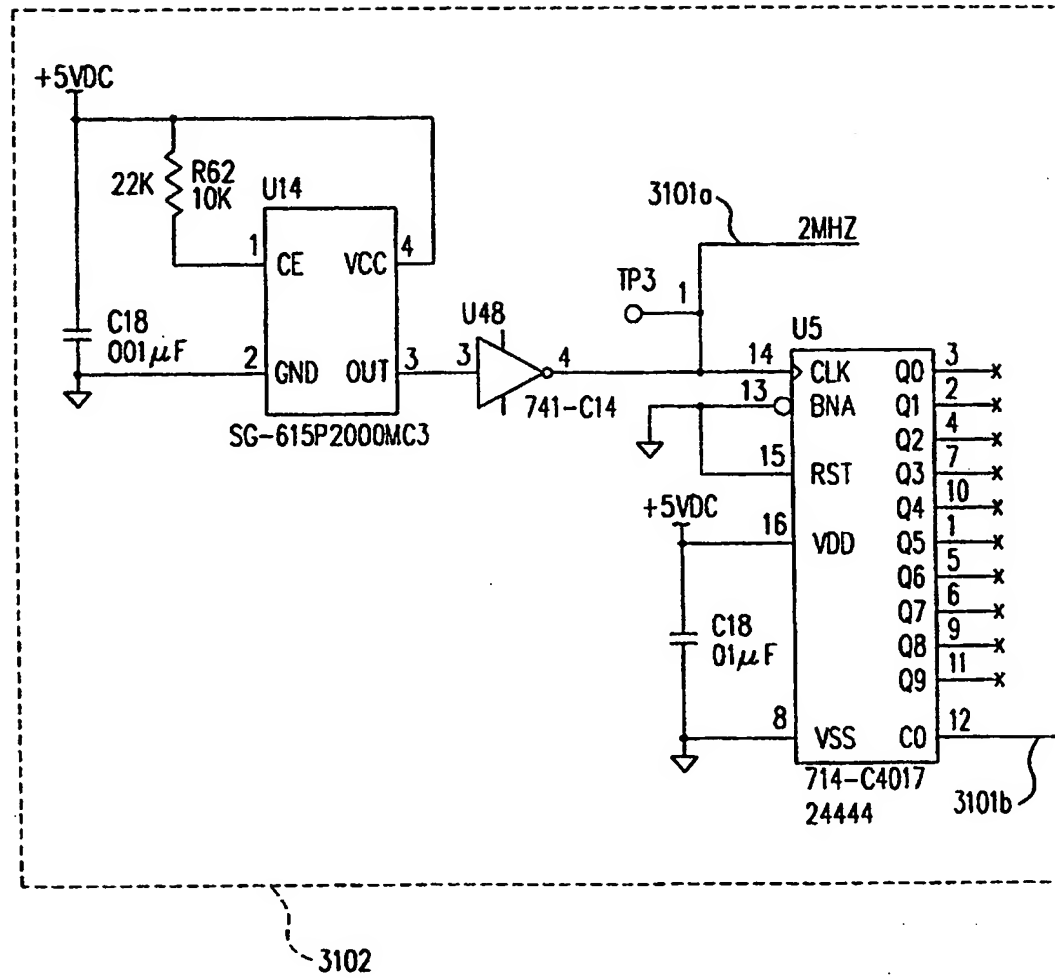 +5VDC
22K
R62
10K
U14
1
CE
VCC
4
C18
001μF
2
GND
OUT
3
SG-615P2000MC3
U48
3
4
741-C14
3101a
2MHZ
TP3
1
U5
14
CLK
Q0
3
13
BNA
Q1
2
Q2
4
15
RST
Q3
7
Q4
10
+5VDC
16
VDD
Q5
1
Q6
5
Q7
6
C18
01μF
Q8
9
Q9
11
8
VSS
CO
12
714-C4017
24444
3101b
3102